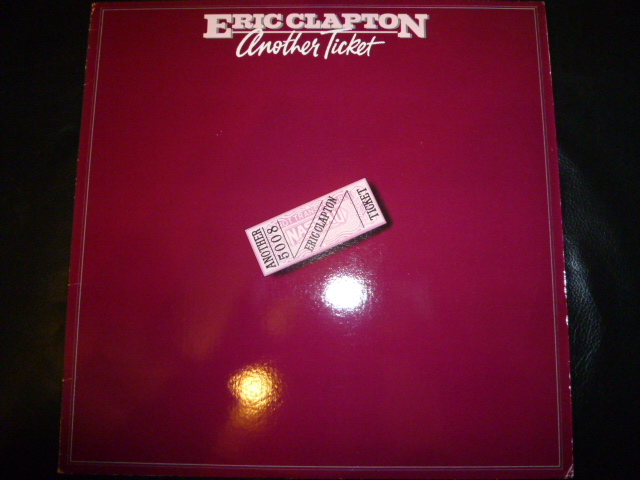 ERIC CLAPTON
Another Ticket
ANOTHER
5008
ERIC CLAPTON
TICKET